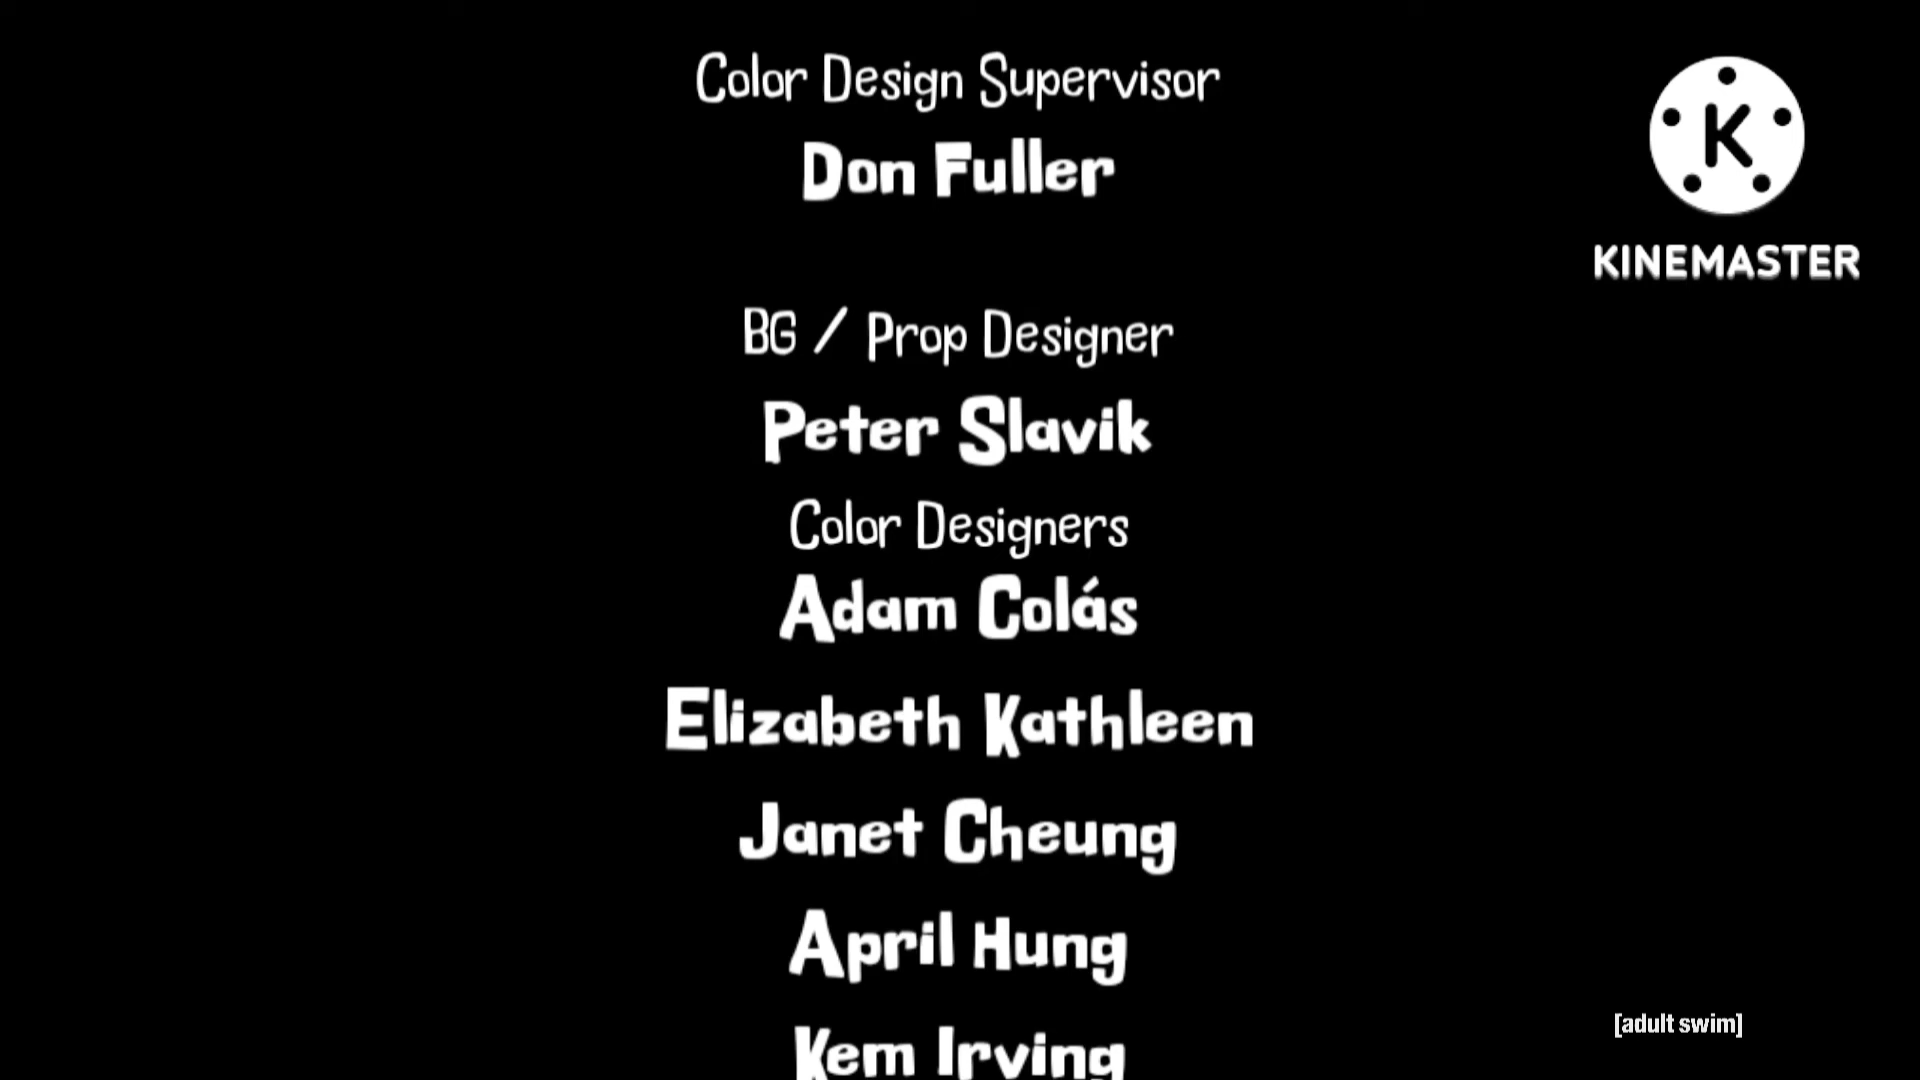 Color Design Supervisor
Don Fuller
K
KINEMASTER
BG / Prop Designer
Peter Slavik
Color Designers
Adam Colás
Elizabeth Kathleen
Janet Cheung
April Hung
Kem Irving
[adult swim]